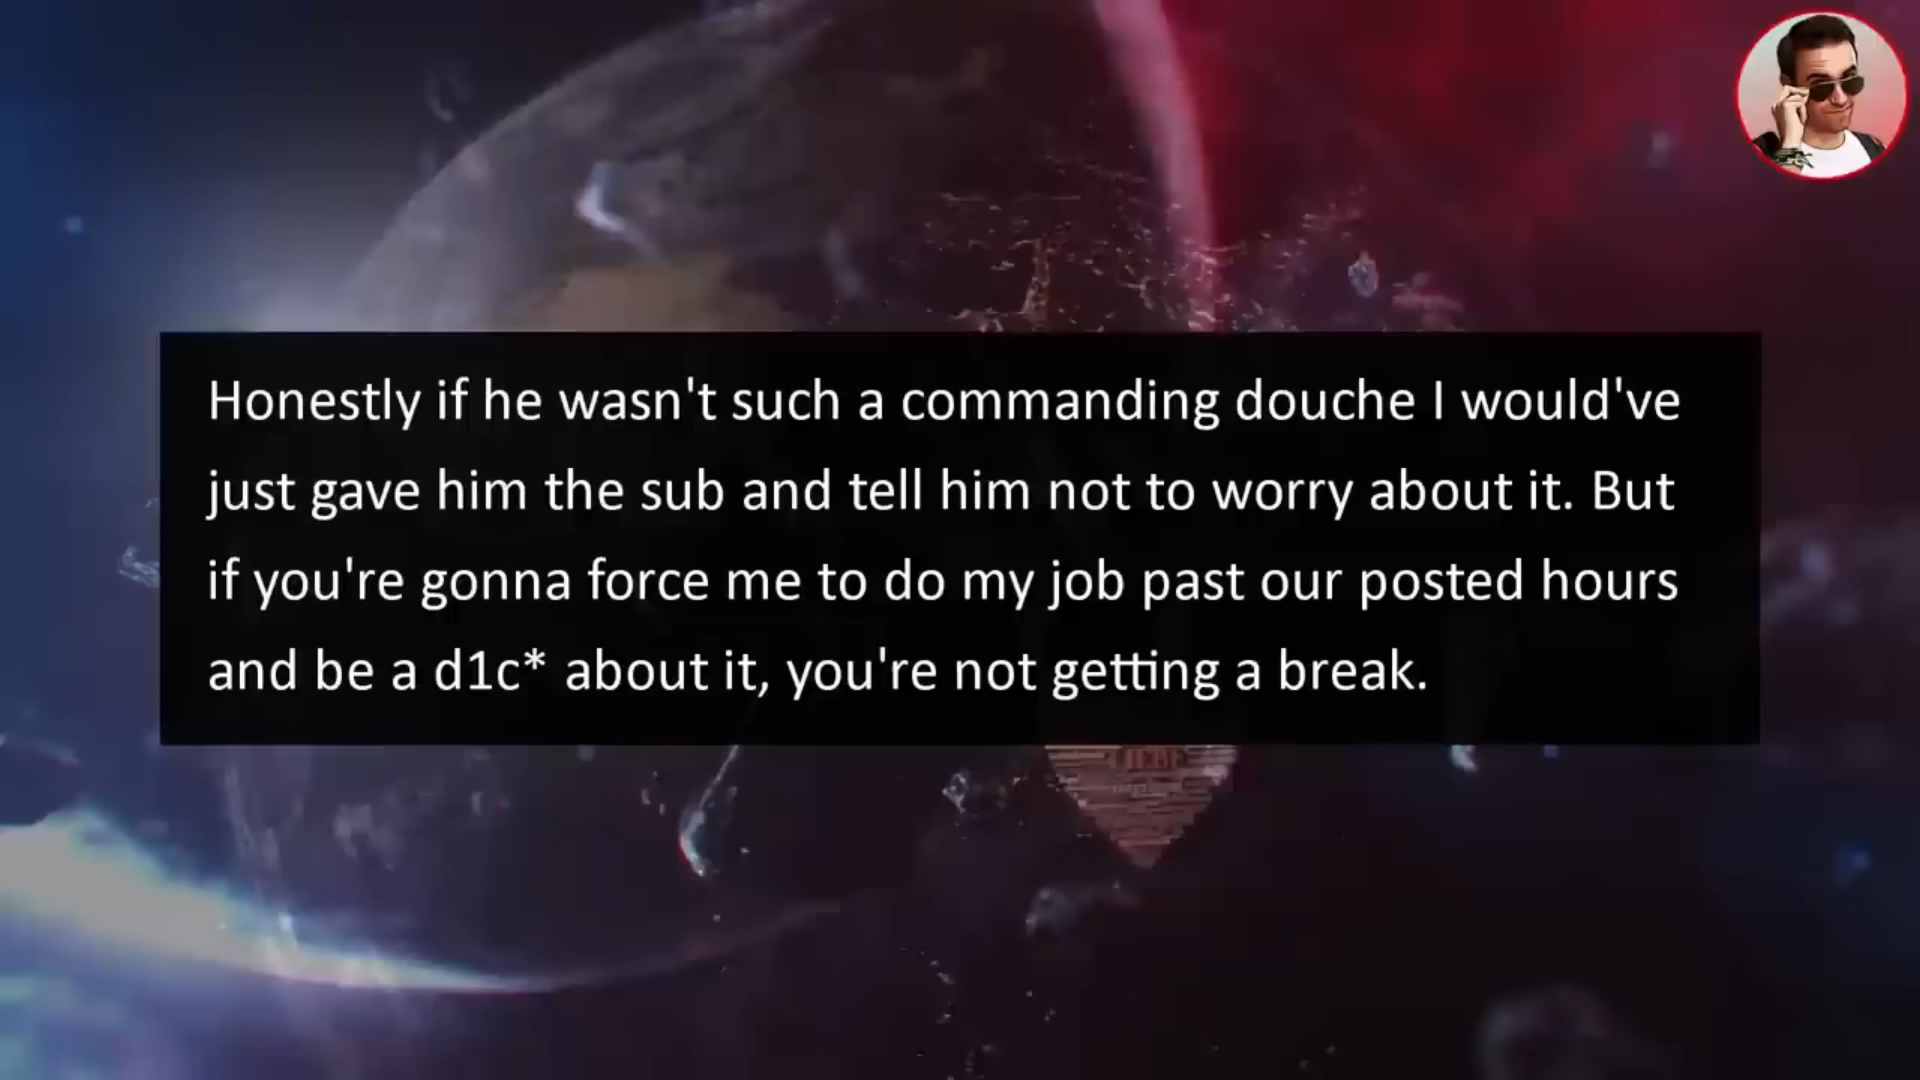 Honestly if he wasn't such a commanding douche I would've
just gave him the sub and tell him not to worry about it. But
if you're gonna force me to do my job past our posted hours
and be a d1c* about it, you're not getting a break.